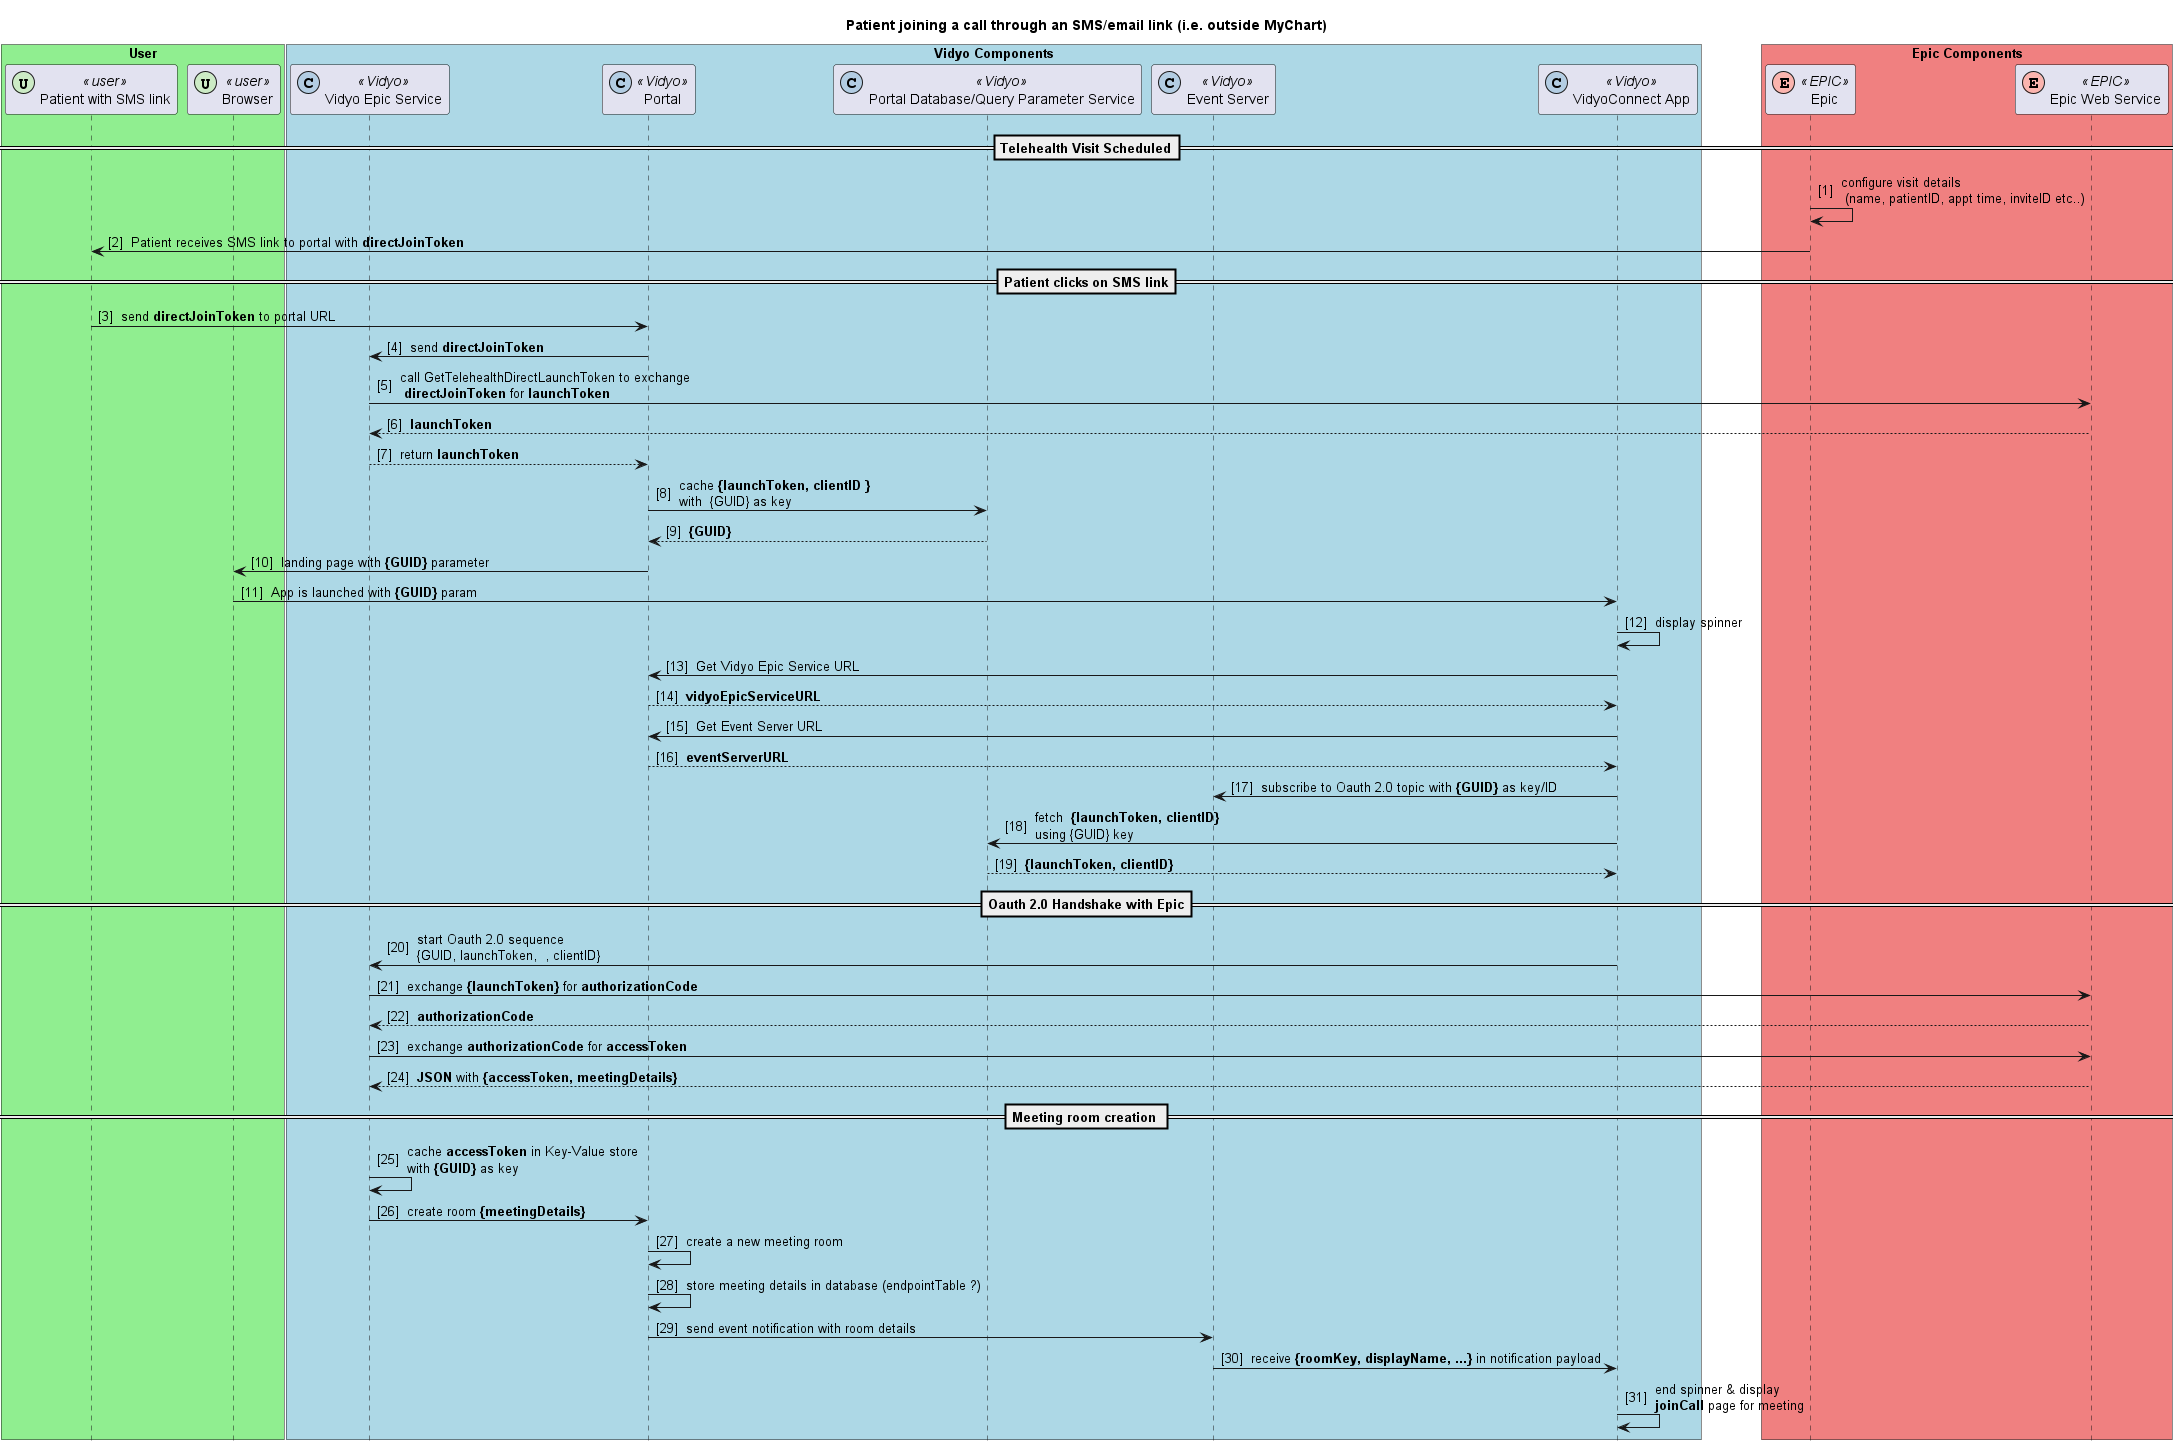 Patient joining a call through an SMS/email link (i.e. outside MyChart)
User
Vidyo Components
Epic Components
U
«user»
Patient with SMS link
U
«user»
Browser
C
«Vidyo»
Vidyo Epic Service
C
«Vidyo»
Portal
C
«Vidyo»
Portal Database/Query Parameter Service
C
«Vidyo»
Event Server
C
«Vidyo»
VidyoConnect App
E
«EPIC»
Epic
E
«EPIC»
Epic Web Service
Telehealth Visit Scheduled
[1] configure visit details
(name, patientID, appt time, inviteID etc..)
[2] Patient receives SMS link to portal with directJoinToken
Patient clicks on SMS link
[3] send directJoinToken to portal URL
[4] send directJoinToken
[5] call GetTelehealthDirectLaunchToken to exchange
directJoinToken for launchToken
[6] launchToken
[7] return launchToken
[8] cache {launchToken, clientID }
with {GUID} as key
[9] {GUID}
[10] landing page with {GUID} parameter
[11] App is launched with {GUID} param
[12] display spinner
[13] Get Vidyo Epic Service URL
[14] vidyoEpicServiceURL
[15] Get Event Server URL
[16] eventServerURL
[17] subscribe to Oauth 2.0 topic with {GUID} as key/ID
[18] fetch {launchToken, clientID}
using {GUID} key
[19] {launchToken, clientID}
Oauth 2.0 Handshake with Epic
[20] start Oauth 2.0 sequence
{GUID, launchToken, , clientID}
[21] exchange {launchToken} for authorizationCode
[22] authorizationCode
[23] exchange authorizationCode for accessToken
[24] JSON with {accessToken, meetingDetails}
Meeting room creation
[25] cache accessToken in Key-Value store
with {GUID} as key
[26] create room {meetingDetails}
[27] create a new meeting room
[28] store meeting details in database (endpointTable ?)
[29] send event notification with room details
[30] receive {roomKey, displayName, ...} in notification payload
[31] end spinner & display
joinCall page for meeting